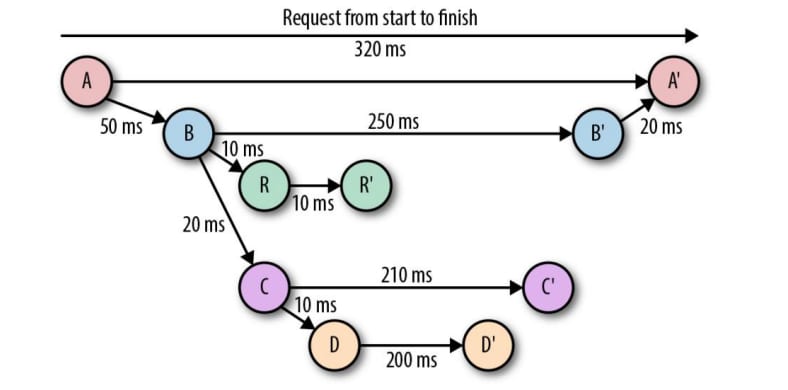 Request from start to finish
320 ms
A
A'
50 ms
B
250 ms
B'
20 ms
10 ms
R
R'
10 ms
20 ms
C
210 ms
C'
10 ms
D
200 ms
D'